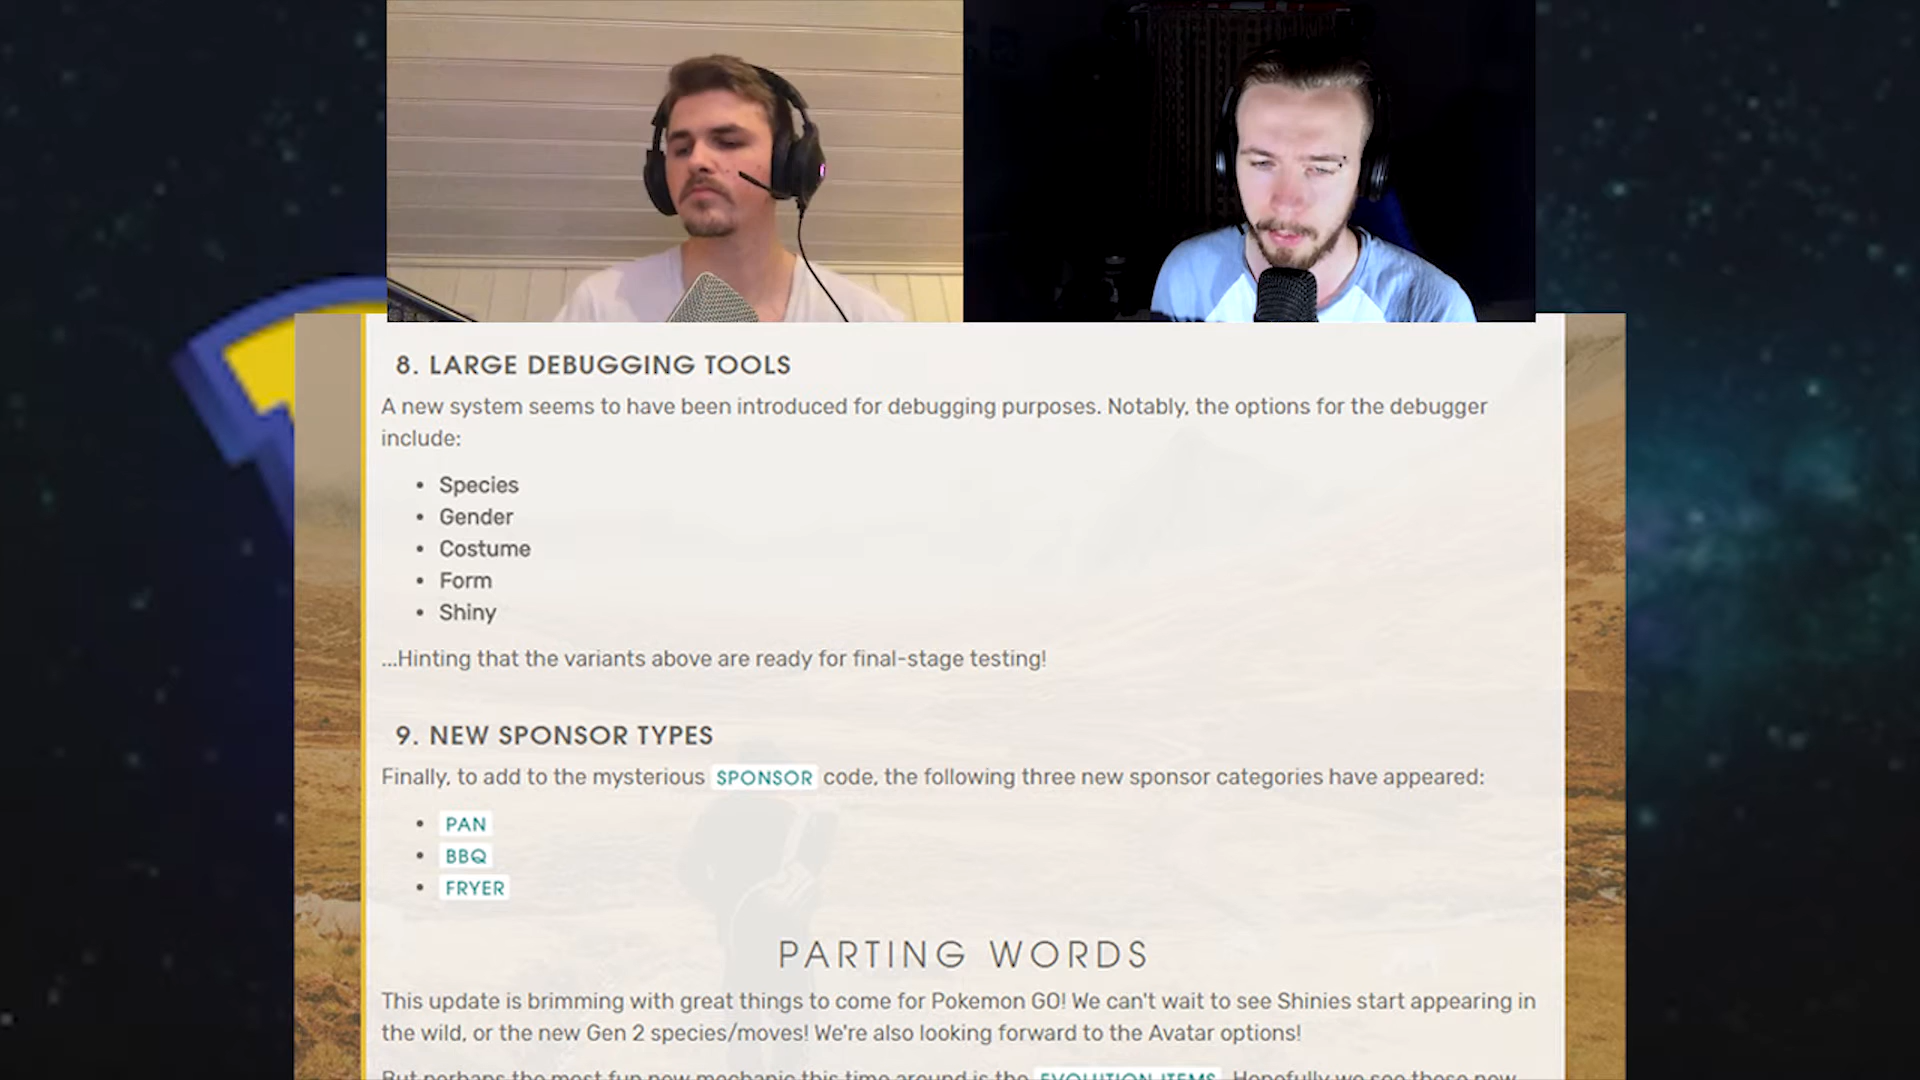 8. LARGE DEBUGGING TOOLS
A new system seems to have been introduced for debugging purposes. Notably, the options for the debugger
include:
• Species
• Gender
• Costume
• Form
• Shiny
...Hinting that the variants above are ready for final-stage testing!
9. NEW SPONSOR TYPES
Finally, to add to the mysterious SPONSOR code, the following three new sponsor categories have appeared:
• PAN
• BBQ
• FRYER
PARTING WORDS
This update is brimming with great things to come for Pokemon GO! We can't wait to see Shinies start appearing in
the wild, or the new Gen 2 species/moves! We're also looking forward to the Avatar options!
But perhaps the most fun new mechanic this time around is the EVOLUTION ITEMS. Hopefully we see these new